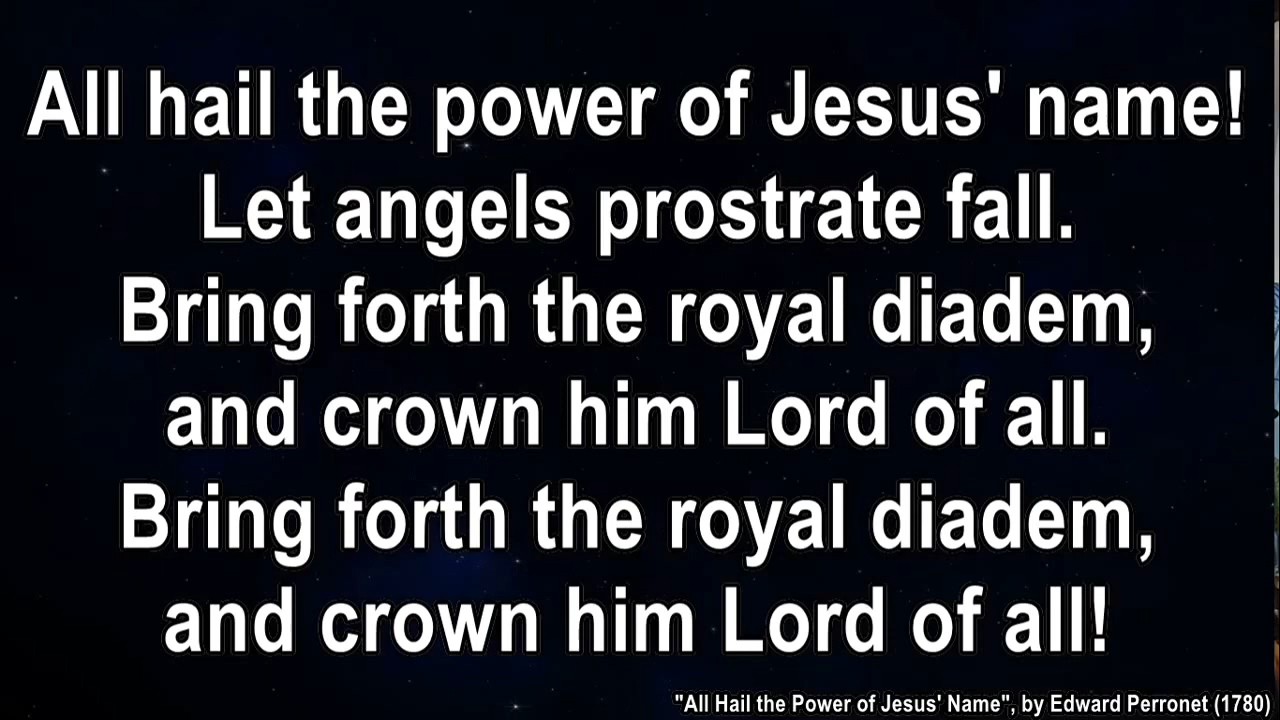 All hail the power of Jesus' name!
Let angels prostrate fall.
Bring forth the royal diadem,
and crown him Lord of all.
Bring forth the royal diadem,
and crown him Lord of all!
"All Hail the Power of Jesus' Name", by Edward Perronet (1780)